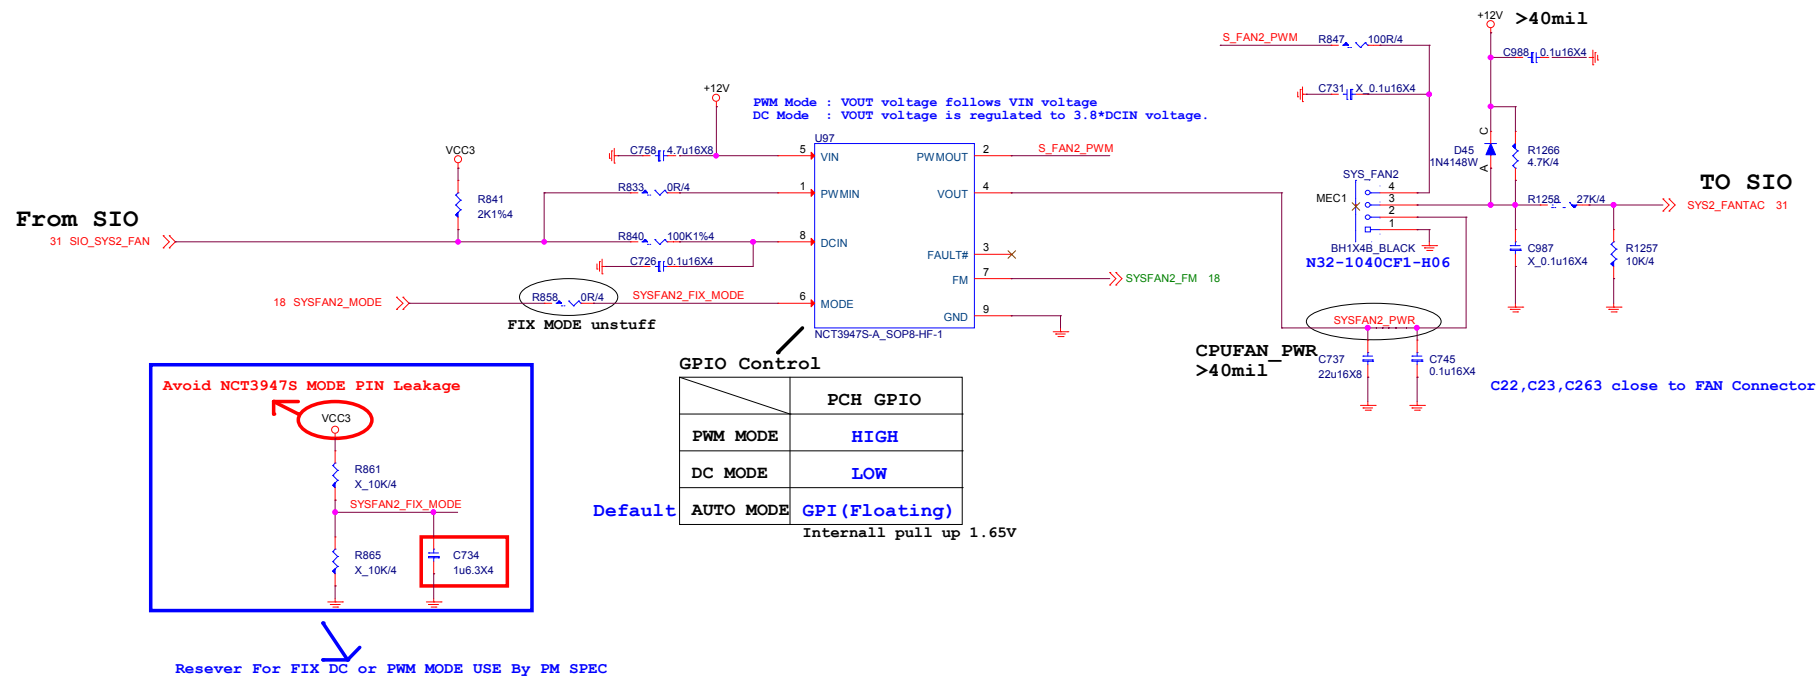 +12V
>40mil
S_FAN2_PWM
R847
100R/4
C988
0.1u16X4
+12V
C731
X_0.1u16X4
PWM Mode : VOUT voltage follows VIN voltage
DC Mode  : VOUT voltage is regulated to 3.8*DCIN voltage.
U97
C758
4.7u16X8
5
VIN
PWMOUT
2
S_FAN2_PWM
C
D45
1N4148W
A
R1266
4.7K/4
VCC3
R833
0R/4
1
PWMIN
VOUT
4
SYS_FAN2
MEC1
4
3
2
1
TO SIO
R841
2K1%4
R1258
27K/4
SYS2_FANTAC
31
From SIO
31
SIO_SYS2_FAN
R840
100K1%4
8
DCIN
FAULT#
3
BH1X4B_BLACK
N32-1040CF1-H06
C987
X_0.1u16X4
R1257
10K/4
C726
0.1u16X4
FM
7
SYSFAN2_FM
18
18
SYSFAN2_MODE
R858
0R/4
SYSFAN2_FIX_MODE
6
MODE
GND
9
FIX MODE unstuff
NCT3947S-A_SOP8-HF-1
SYSFAN2_PWR
CPUFAN_PWR
>40mil
C737
22u16X8
C745
0.1u16X4
C22,C23,C263 close to FAN Connector
GPIO Control
PCH GPIO
PWM MODE
HIGH
DC MODE
LOW
Default
AUTO MODE
GPI(Floating)
Internall pull up 1.65V
Avoid NCT3947S MODE PIN Leakage
VCC3
R861
X_10K/4
SYSFAN2_FIX_MODE
R865
X_10K/4
C734
1u6.3X4
Resever For FIX DC or PWM MODE USE By PM SPEC